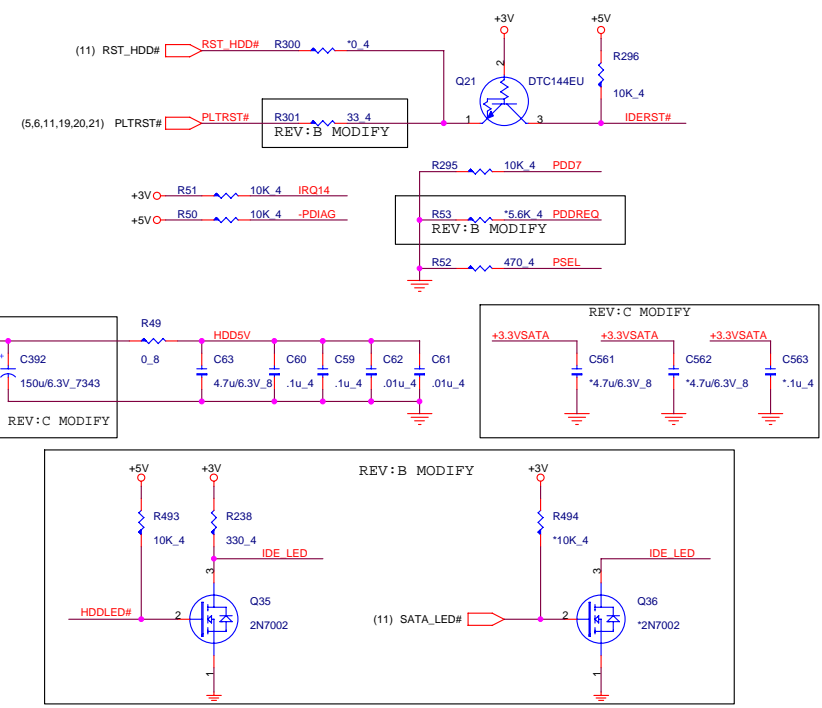 +3V
+5V
(11) RST_HDD# RST_HDD# R300 *0_4
R296
10K_4
2
Q21 DTC144EU
(5,6,11,19,20,21) PLTRST# PLTRST# R301 33_4
REV:B MODIFY
1 3 IDERST#
R295 10K_4 PDD7
+3V R51 10K_4 IRQ14
+5V R50 10K_4 -PDIAG
R53 *5.6K_4 PDDREQ
REV:B MODIFY
R52 470_4 PSEL
R49
0_8
HDD5V
+
C392
150u/6.3V_7343
REV:C MODIFY
C63
4.7u/6.3V_8
C60
.1u_4
C59
.1u_4
C62
.01u_4
C61
.01u_4
REV:C MODIFY
+3.3VSATA +3.3VSATA +3.3VSATA
C561
*4.7u/6.3V_8
C562
*4.7u/6.3V_8
C563
*.1u_4
REV:B MODIFY
+5V +3V +3V
R493
10K_4
R238
330_4
R494
*10K_4
IDE_LED
IDE_LED
3
3
HDDLED# 2
Q35
2N7002
1
(11) SATA_LED# 2
Q36
*2N7002
1